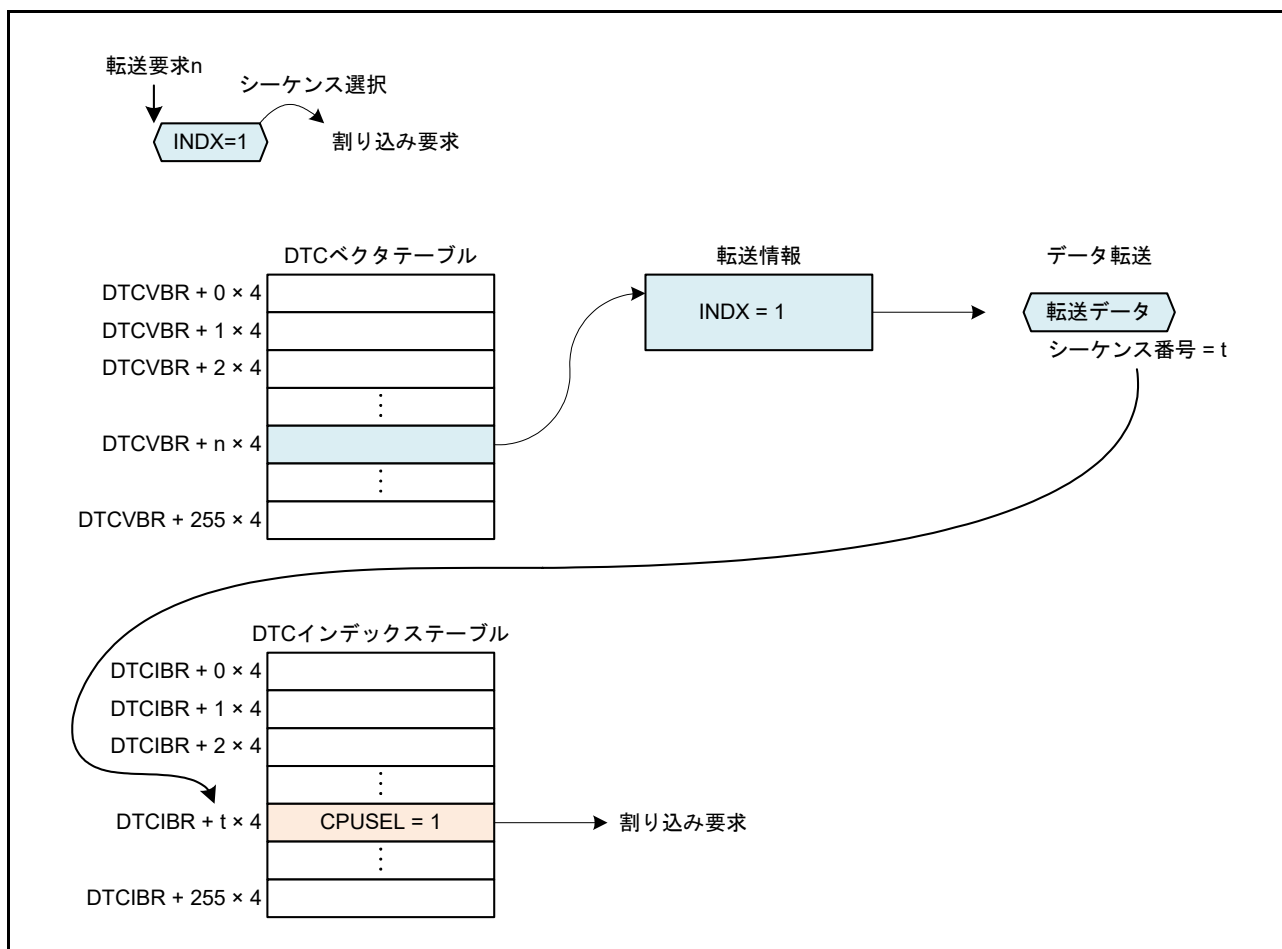 転送要求n
シーケンス選択
INDX=1
割り込み要求
DTCベクタテーブル
転送情報
データ転送
DTCVBR + 0 × 4
DTCVBR + 1 × 4
DTCVBR + 2 × 4
⋮
DTCVBR + n × 4
⋮
DTCVBR + 255 × 4
INDX = 1
転送データ
シーケンス番号 = t
DTCインデックステーブル
DTCIBR + 0 × 4
DTCIBR + 1 × 4
DTCIBR + 2 × 4
⋮
DTCIBR + t × 4
CPUSEL = 1
割り込み要求
⋮
DTCIBR + 255 × 4